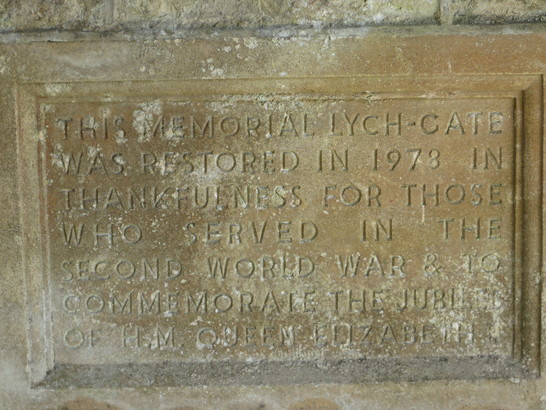 THIS MEMORIAL LYCH-GATE
WAS RESTORED IN 1978 IN
THANKFULNESS FOR THOSE
WHO SERVED IN THE
SECOND WORLD WAR & TO
COMMEMORATE THE JUBILEE
OF H.M. QUEEN ELIZABETH